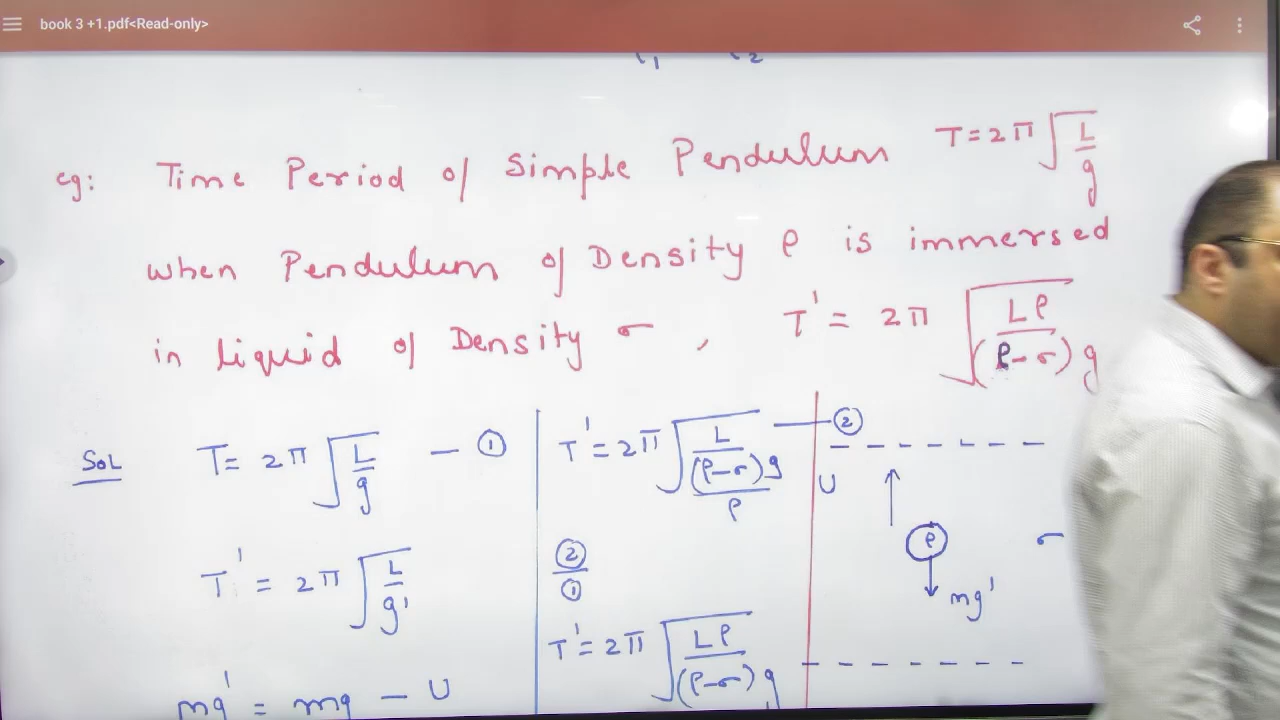 book 3 +1.pdf<Read-only>
eg: Time Period of Simple Pendulum T = 2π √(L/g)
when Pendulum of Density ρ is immersed
in liquid of Density σ , T' = 2π √(Lρ/(ρ-σ)g)
SOL T = 2π √(L/g) — ①
T' = 2π √(L/g')
mg' = mg - U
T' = 2π √(L/((ρ-σ)g/ρ)) — ②
②/①
T' = 2π √(Lρ/(ρ-σ)g)
U
ρ
σ
mg'